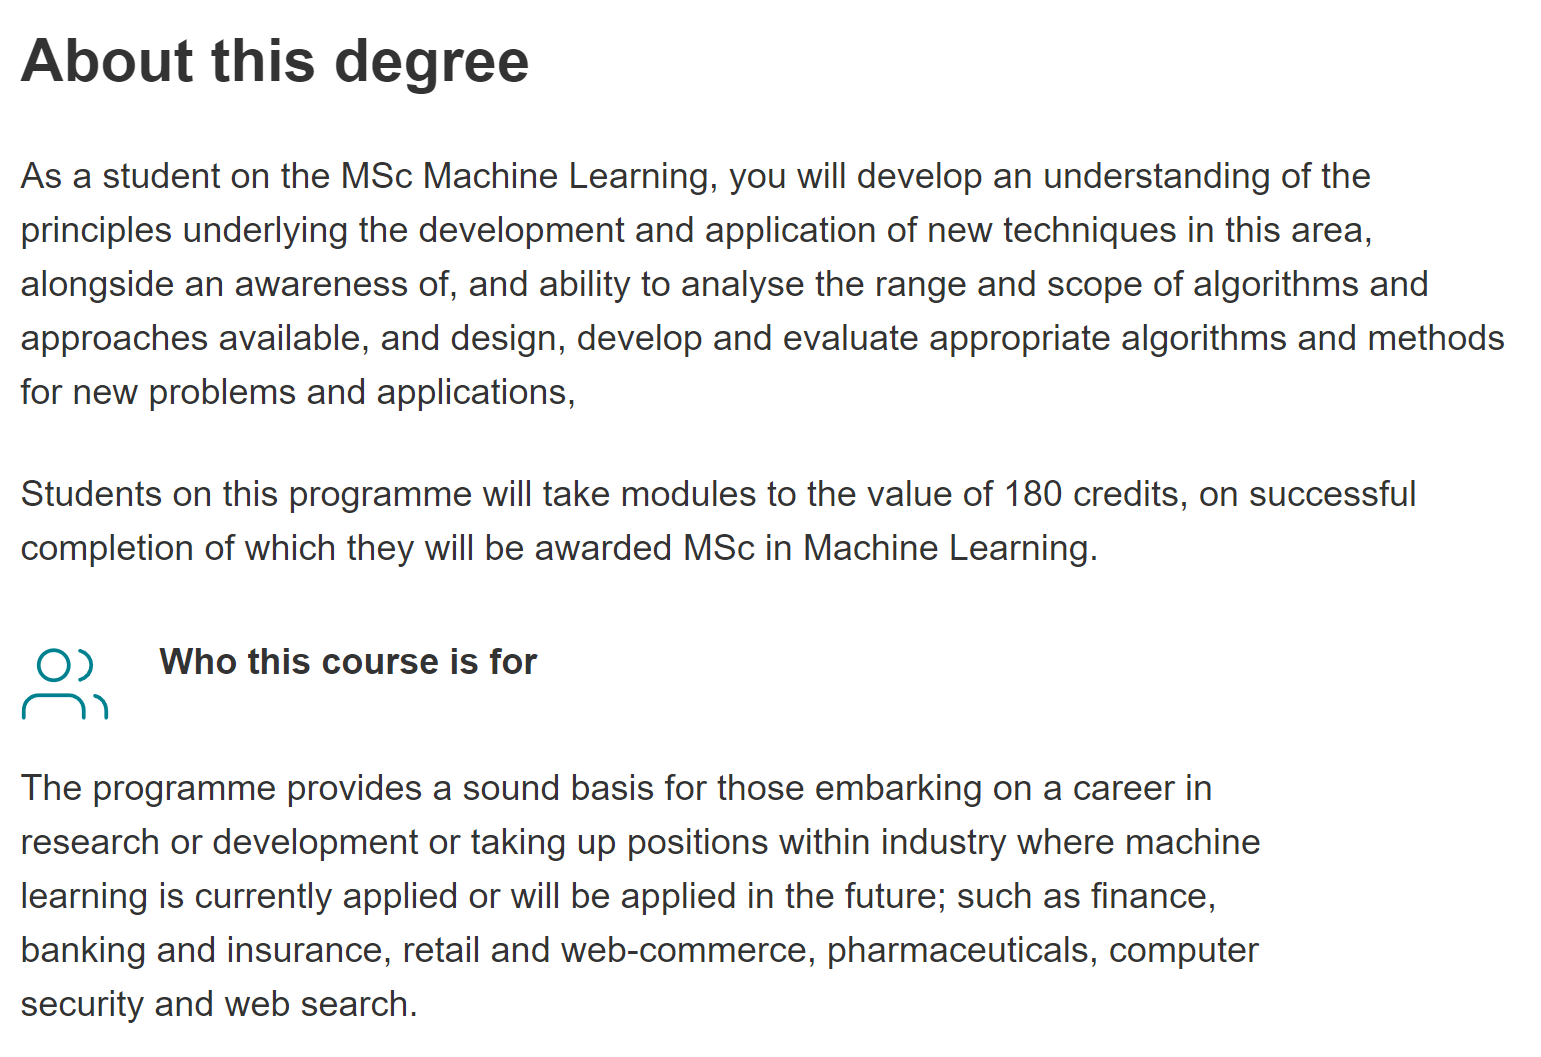 About this degree
As a student on the MSc Machine Learning, you will develop an understanding of the
principles underlying the development and application of new techniques in this area,
alongside an awareness of, and ability to analyse the range and scope of algorithms and
approaches available, and design, develop and evaluate appropriate algorithms and methods
for new problems and applications,
Students on this programme will take modules to the value of 180 credits, on successful
completion of which they will be awarded MSc in Machine Learning.
Who this course is for
The programme provides a sound basis for those embarking on a career in
research or development or taking up positions within industry where machine
learning is currently applied or will be applied in the future; such as finance,
banking and insurance, retail and web-commerce, pharmaceuticals, computer
security and web search.